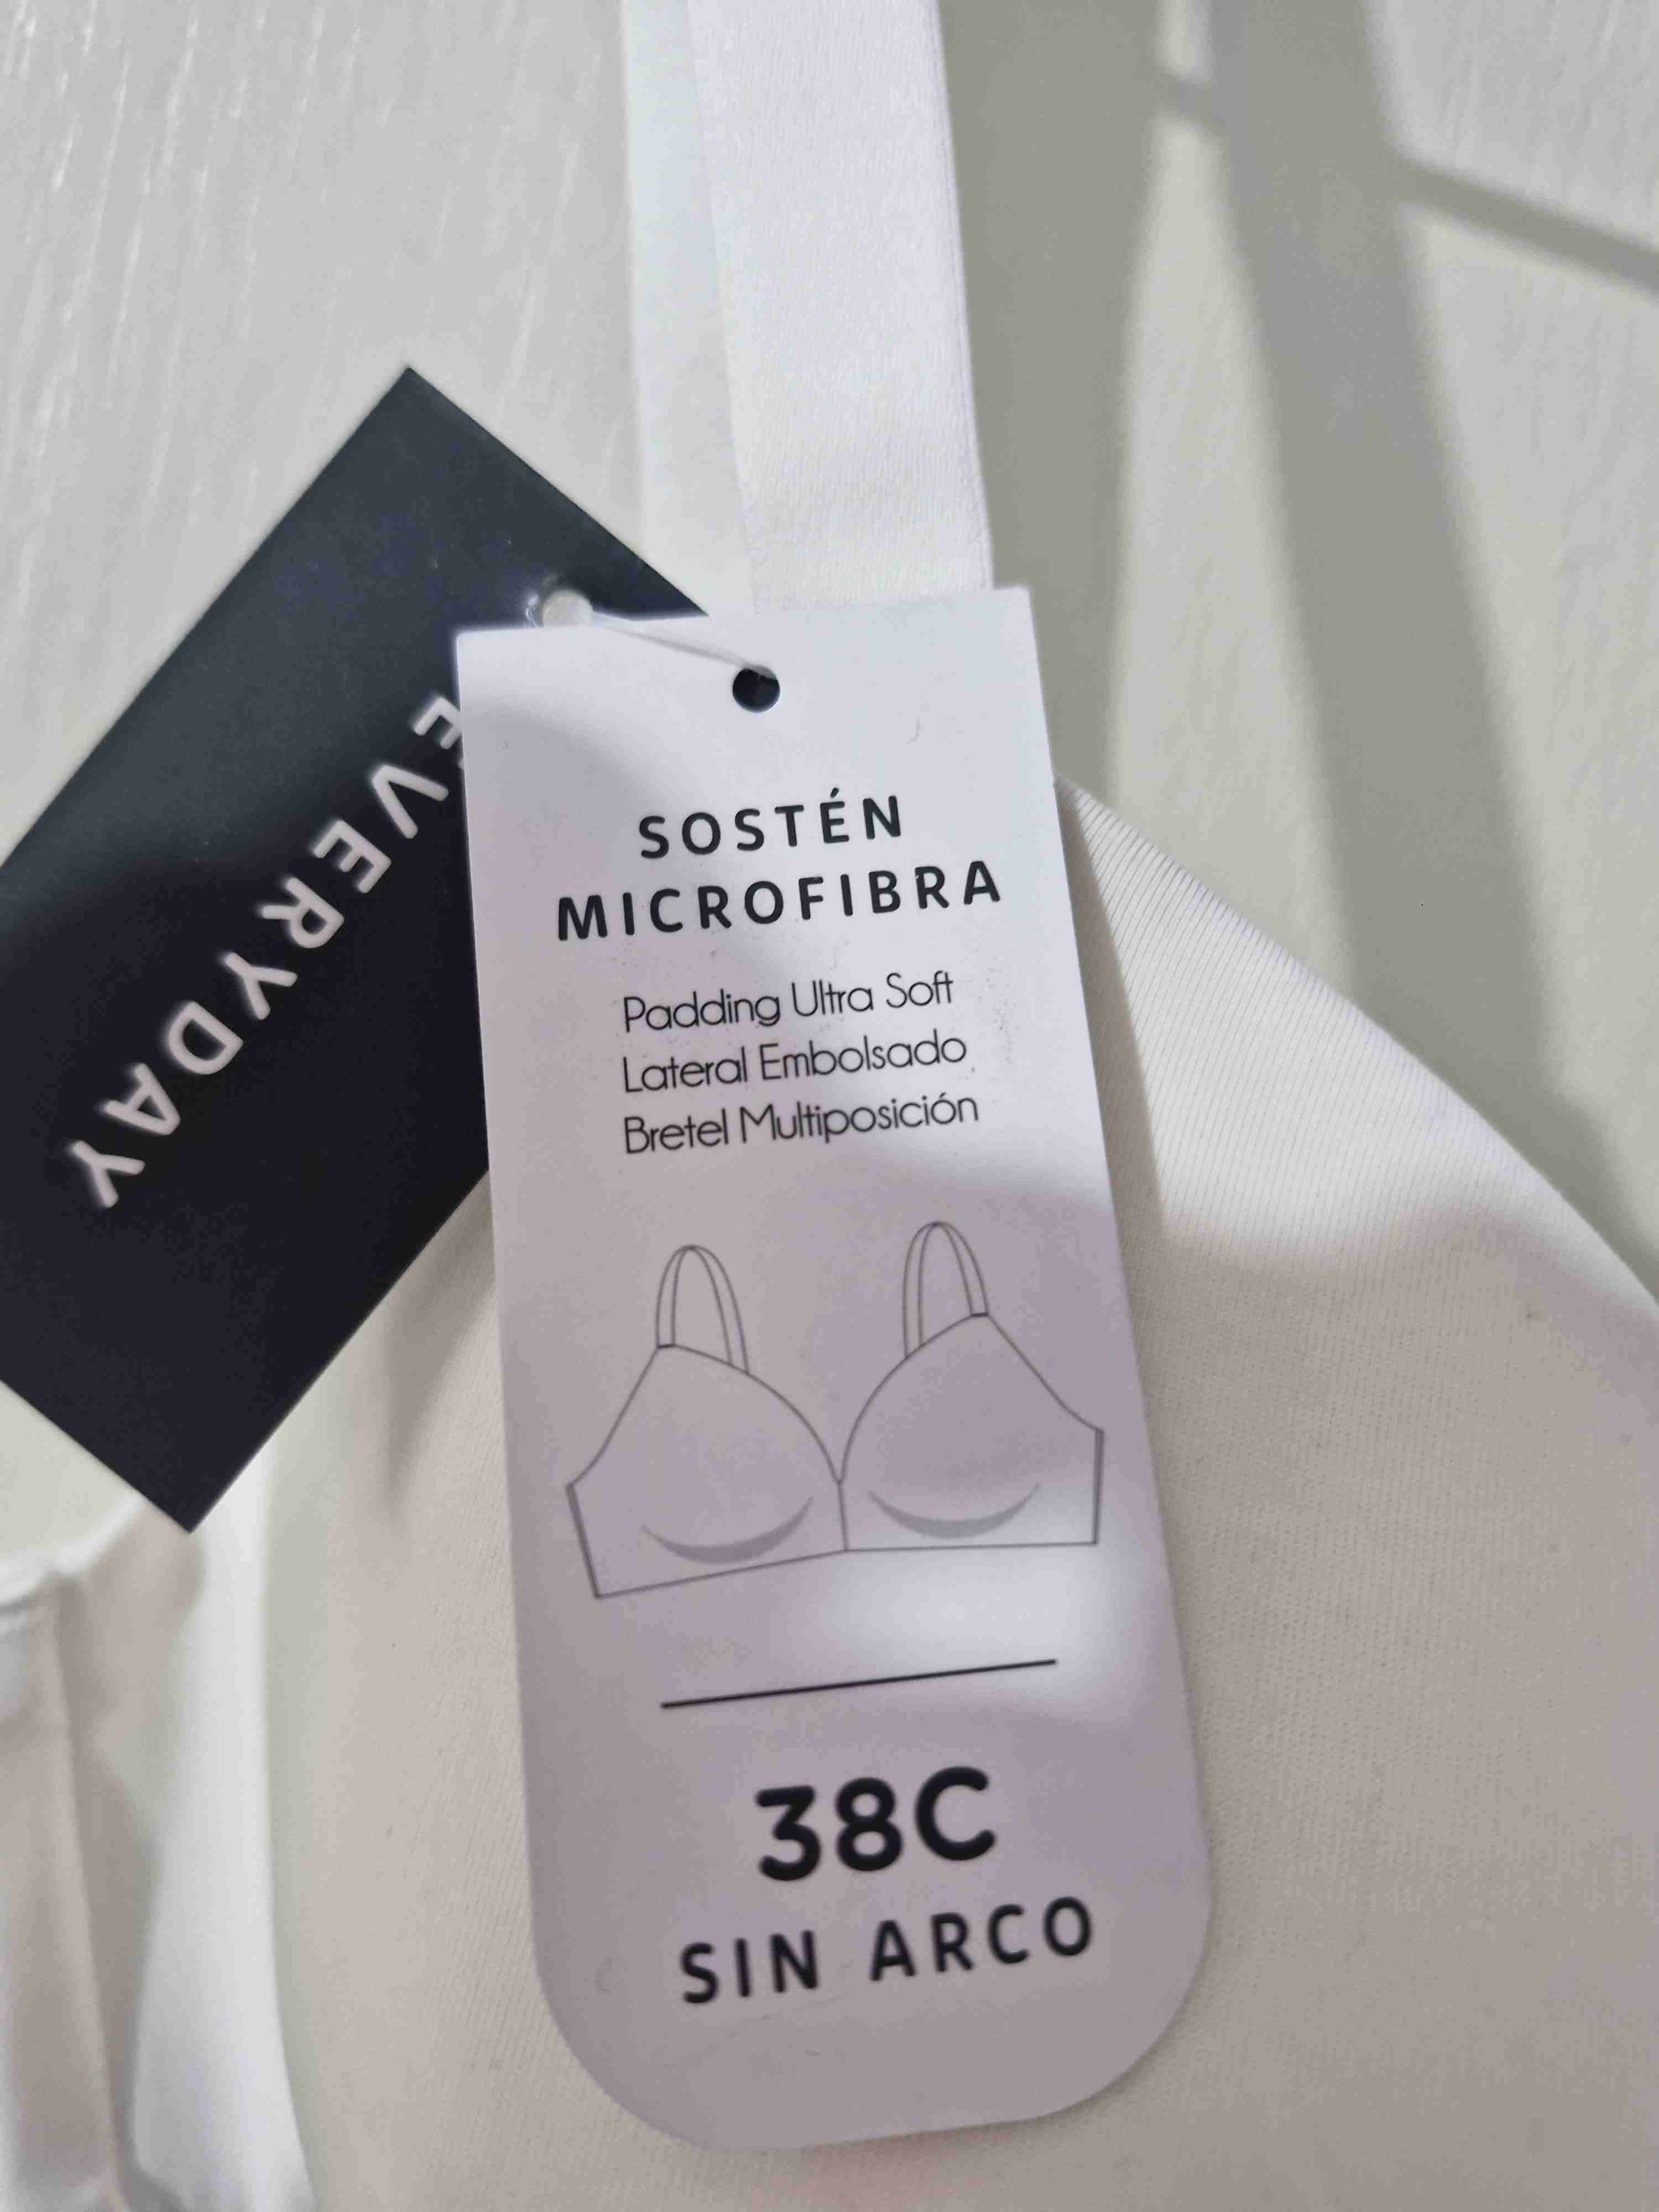 EVERYDAY
SOSTÉN
MICROFIBRA
Padding Ultra Soft
Lateral Embolsado
Bretel Multiposición
38C
SIN ARCO